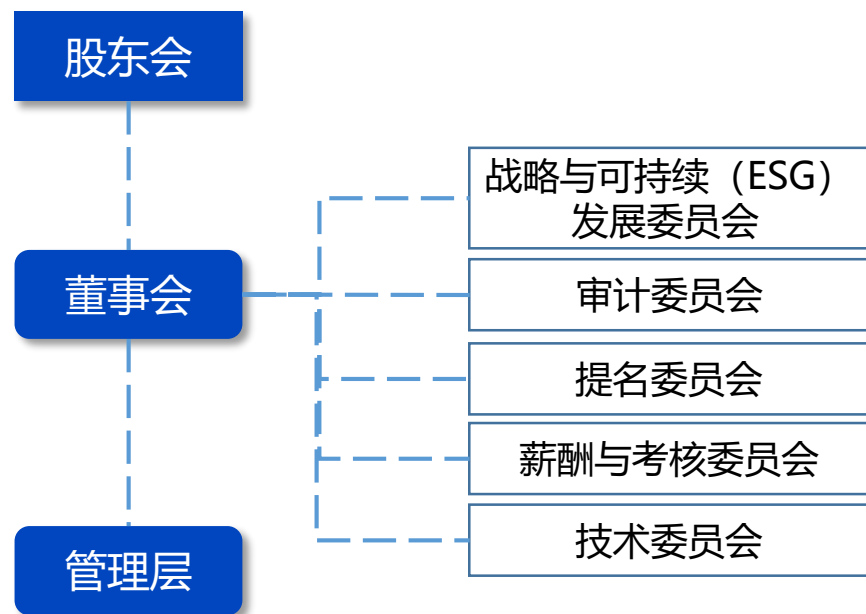 股东会
董事会
管理层
战略与可持续（ESG）
发展委员会
审计委员会
提名委员会
薪酬与考核委员会
技术委员会